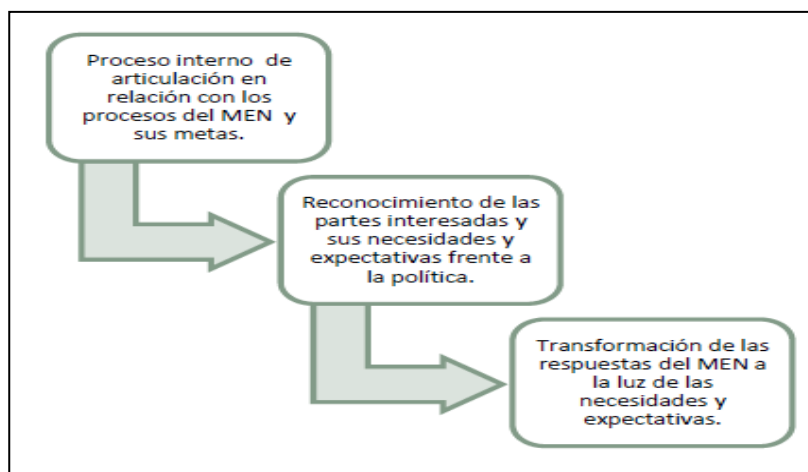 Proceso interno de
articulación en
relación con los
procesos del MEN y
sus metas.
Reconocimiento de las
partes interesadas y
sus necesidades y
expectativas frente a
la política.
Transformación de las
respuestas del MEN a
la luz de las
necesidades y
expectativas.